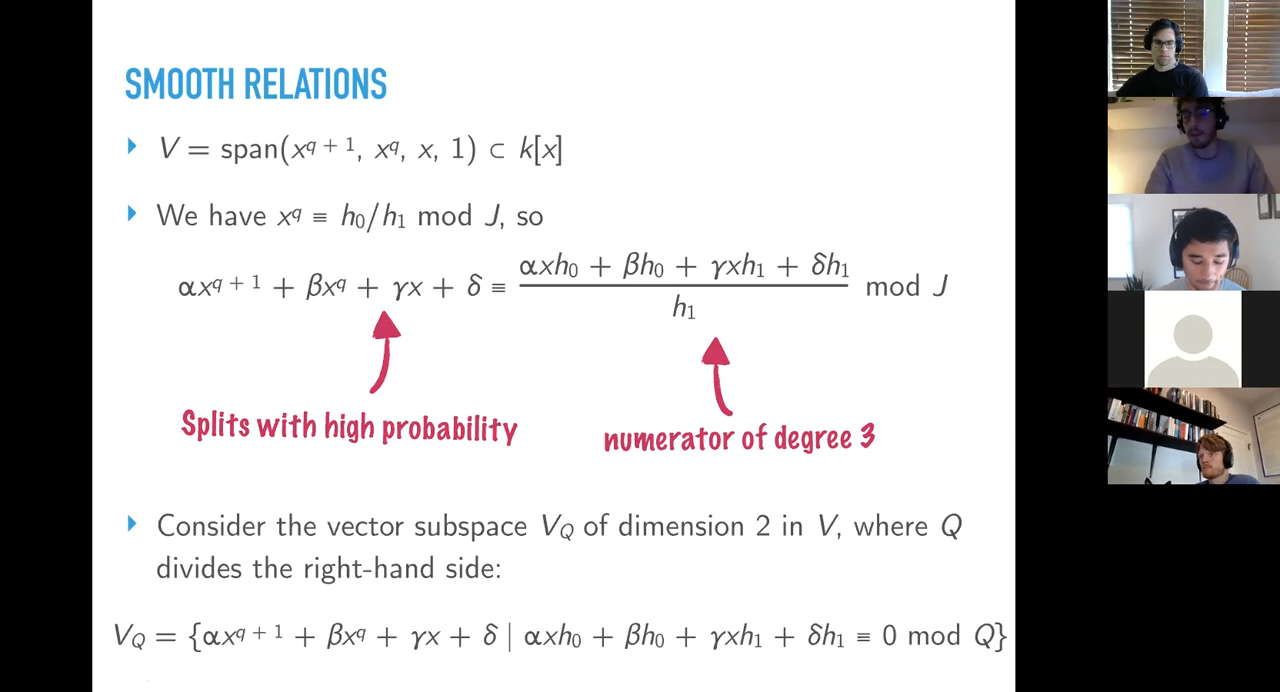 SMOOTH RELATIONS
V = span(x^{q + 1}, x^q, x, 1) ⊂ k[x]
We have x^q ≡ h₀/h₁ mod J, so
αx^{q + 1} + βx^q + γx + δ ≡ \frac{αxh₀ + βh₀ + γxh₁ + δh₁}{h₁} mod J
Splits with high probability
numerator of degree 3
Consider the vector subspace V_Q of dimension 2 in V, where Q
divides the right-hand side:
V_Q = {αx^{q + 1} + βx^q + γx + δ | αxh₀ + βh₀ + γxh₁ + δh₁ ≡ 0 mod Q}